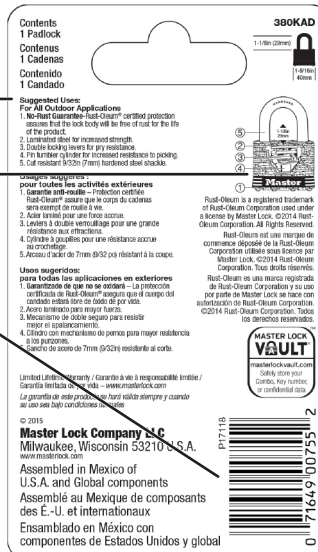 Contents
1 Padlock
Contenus
1 Cadenas
Contenido
1 Candado
380KAD
1-1/8in (29mm)
1-9/16in
40mm
Suggested Uses:
For All Outdoor Applications
1. No-Rust Guarantee-Rust-Oleum® certified protection
assures that the lock body will be free of rust for the life
of the product.
2. Laminated steel for increased strength.
3. Double locking levers for pry resistance.
4. Pin tumbler cylinder for increased resistance to picking.
5. Cut resistant 9/32in (7mm) hardened steel shackle.
Usages suggérés :
pour toutes les activités extérieures
1. Garantie anti-rouille – Protection certifiée
Rust-Oleum® assure que le corps du cadenas
sera exempt de rouille à vie.
2. Acier laminé pour une force accrue.
3. Leviers à double verrouillage pour une grande
résistance aux effractions.
4. Cylindre à goupilles pour une résistance accrue
au crochetage.
5. Arceau d'acier de 7mm (9/32 po) résistant à la coupe.
Usos sugeridos:
para todas las aplicaciones en exteriores
1. Garantizado de que no se oxidará – La protección
certificada de Rust-Oleum® asegura que el cuerpo del
candado estará libre de óxido de por vida.
2. Acero laminado para mayor fuerza.
3. Mecanismo de doble seguro para resistir
mejor el apalancamiento.
4. Cilindro con mechanismo de pernos para mayor resistencia
a los punzones.
5. Gancho de acero de 7mm (9/32in) resistente al corte.
Limited Lifetime Warranty / Garantie à vie à responsabilité limitée /
Garantía limitada de por vida – www.masterlock.com
La garantía de este producto se hará válida siempre y cuando
su uso sea bajo condiciones normales
© 2015
Master Lock Company LLC
Milwaukee, Wisconsin 53210 U.S.A.
www.masterlock.com
Assembled in Mexico of
U.S.A. and Global components
Assemblé au Mexique de composants
des É.-U. et internationaux
Ensamblado en México con
componentes de Estados Unidos y global
HARDENED
1-1/8in
29mm
5
2
3
4
1
Master
Rust-Oleum is a registered trademark
of Rust-Oleum Corporation used under
a license by Master Lock. ©2014 Rust-
Oleum Corporation. All Rights Reserved.
Rust-Oleum est une marque de
commence déposée de la Rust-Oleum
Corporation utilisée sous licence par
Master Lock. ©2014 Rust-Oleum
Corporation. Tous droits réservés.
Rust-Oleum es una marca registrada
de Rust-Oleum Corporation y su uso
por parte de Master Lock se hace con
autorización de Rust-Oleum Corporation.
©2014 Rust-Oleum Corporation. Todos
los derechos reservados.
MASTER LOCK
VAULT™
masterlockvault.com
Safely store your
Combo, Key number,
or confidential data
P17118
0 71649 00755 2